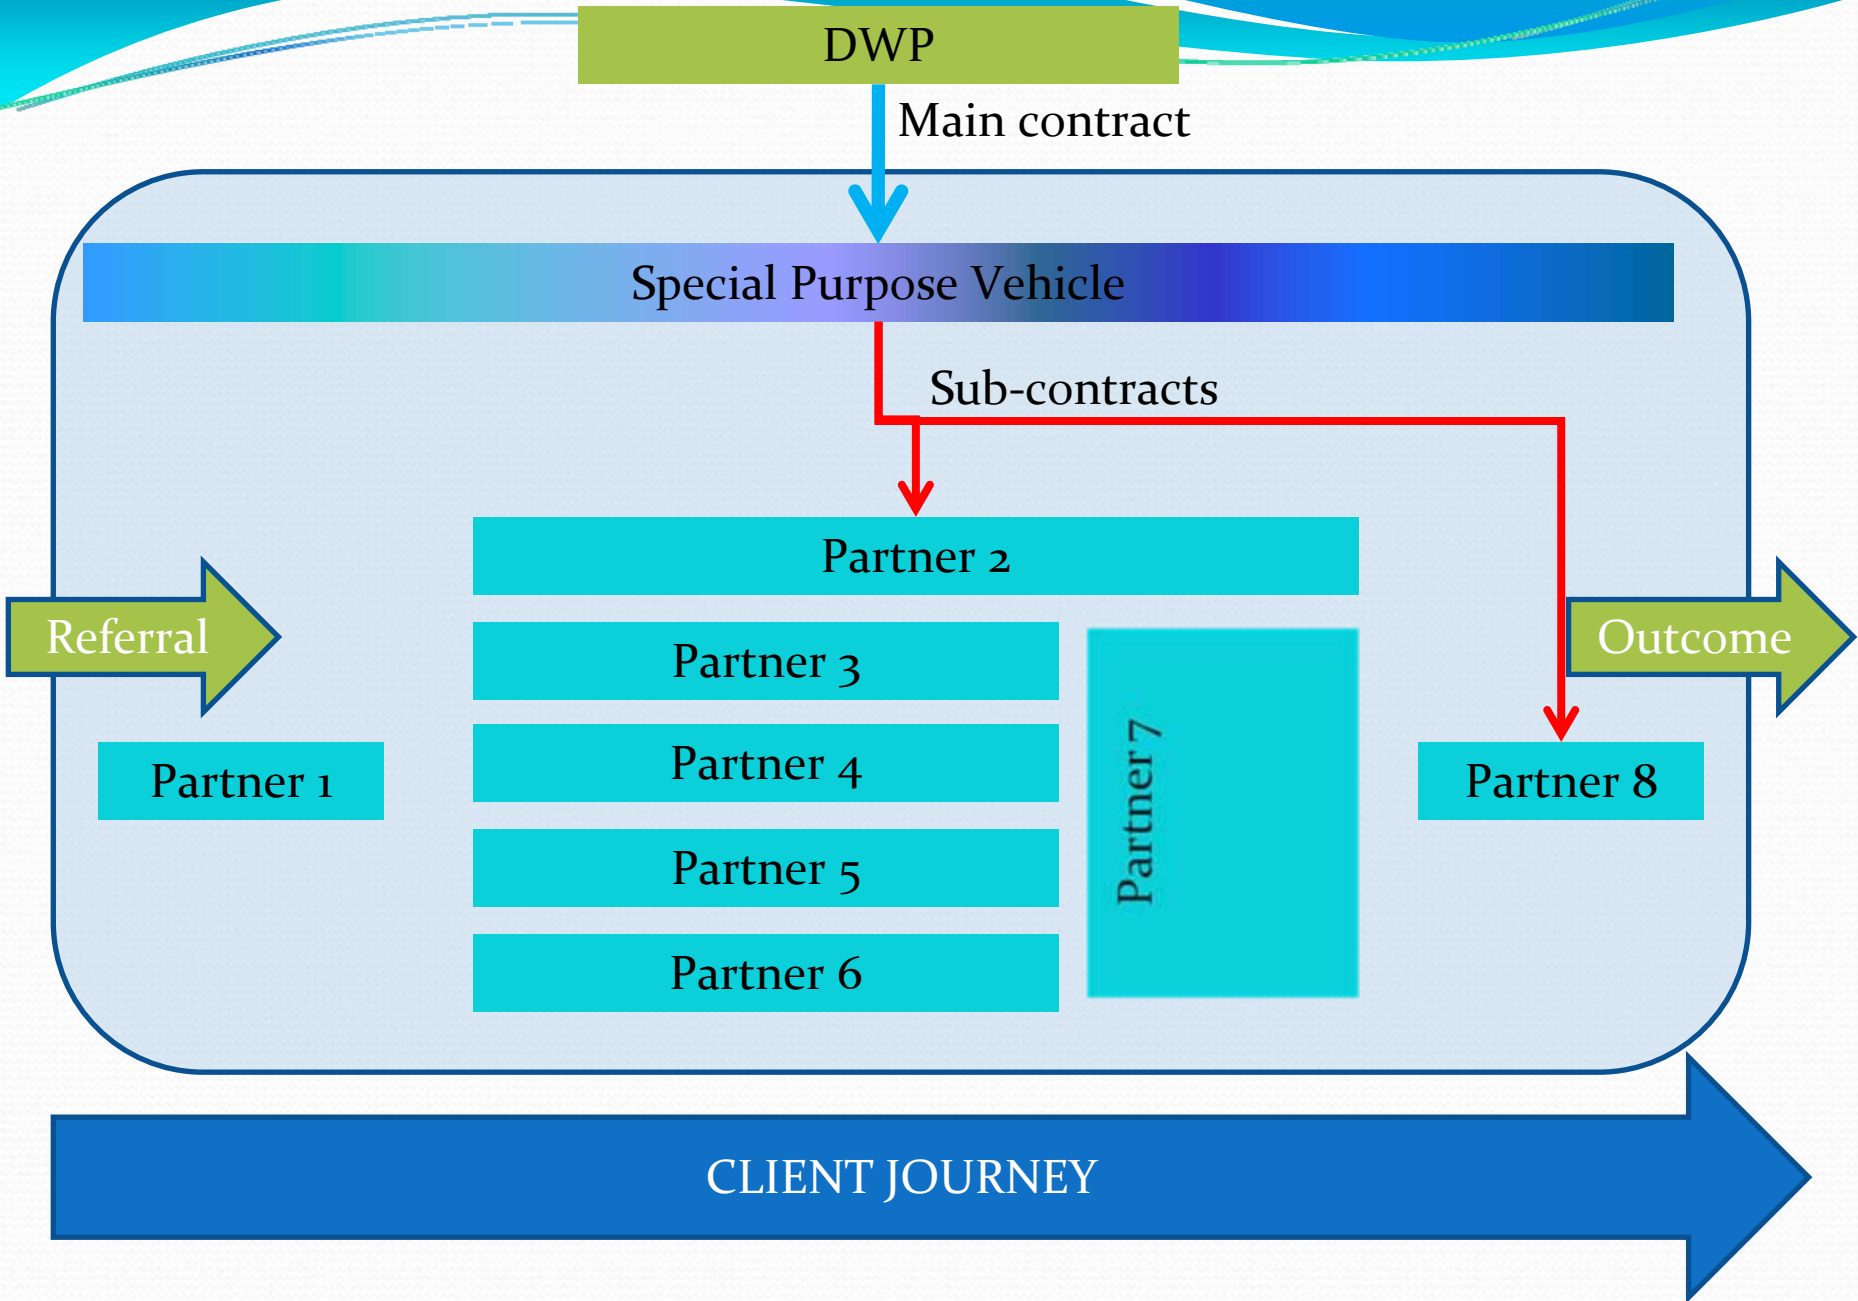 DWP
Main contract
Special Purpose Vehicle
Sub-contracts
Partner 2
Referral
Partner 3
Outcome
Partner 1
Partner 4
Partner 7
Partner 8
Partner 5
Partner 6
CLIENT JOURNEY